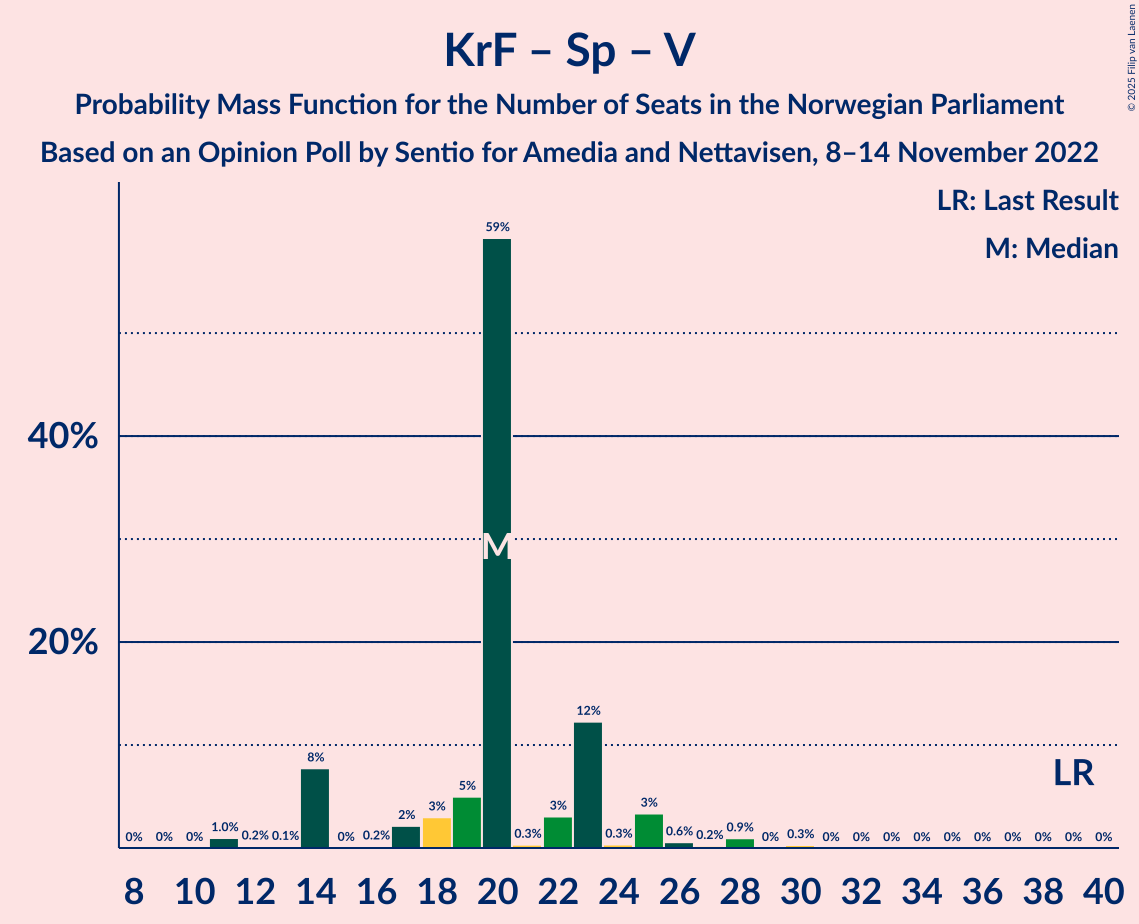 KrF – Sp – V
Probability Mass Function for the Number of Seats in the Norwegian Parliament
Based on an Opinion Poll by Sentio for Amedia and Nettavisen, 8–14 November 2022
© 2025 Filip van Laenen
LR: Last Result
M: Median
59%
40%
M
20%
12%
LR
8%
5%
3%
3%
3%
2%
1.0%
0.9%
0% 0% 0% 0.2% 0.1% 0% 0.2% 0.3% 0.3% 0.6% 0.2% 0% 0.3% 0% 0% 0% 0% 0% 0% 0% 0% 0% 0%
8 10 12 14 16 18 20 22 24 26 28 30 32 34 36 38 40